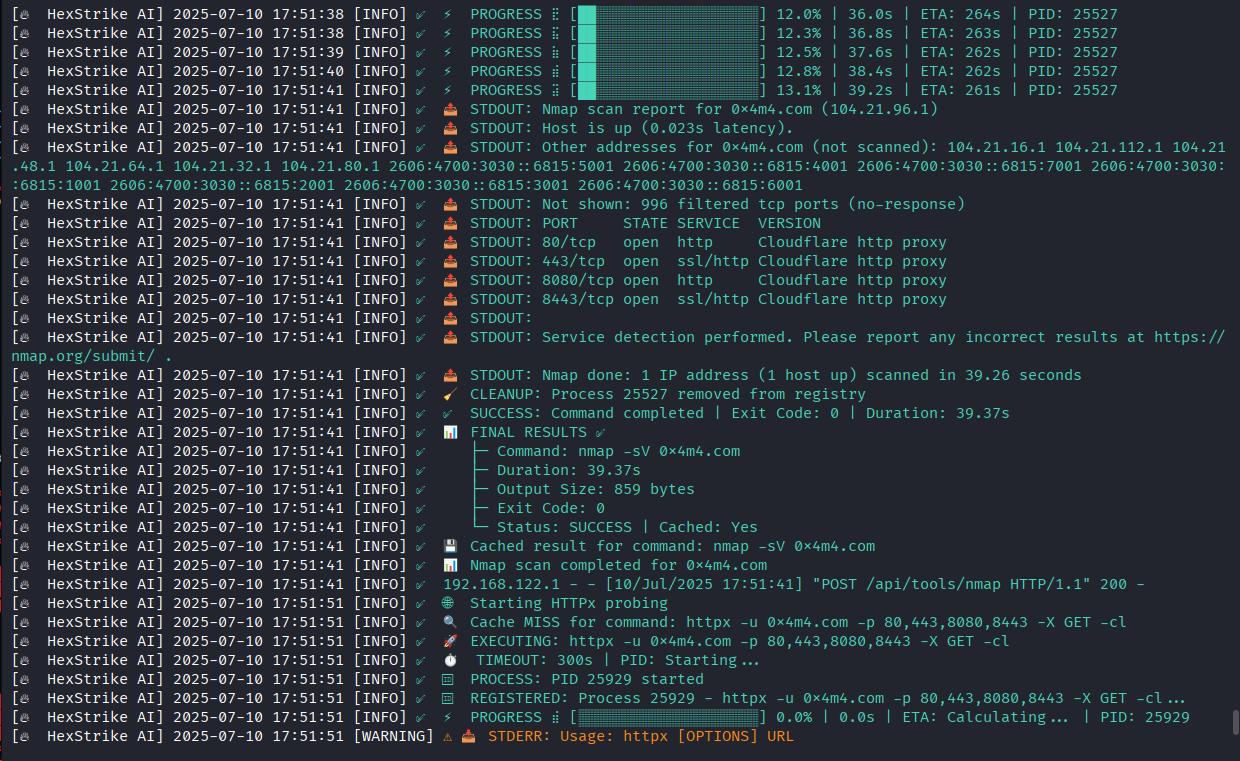 [🔥 HexStrike AI] 2025-07-10 17:51:38 [INFO] ✅ ⚡ PROGRESS ⣟ [██░░░░░░░░░░░░░░░░░░] 12.0% | 36.0s | ETA: 264s | PID: 25527
[🔥 HexStrike AI] 2025-07-10 17:51:38 [INFO] ✅ ⚡ PROGRESS ⣯ [██░░░░░░░░░░░░░░░░░░] 12.3% | 36.8s | ETA: 263s | PID: 25527
[🔥 HexStrike AI] 2025-07-10 17:51:39 [INFO] ✅ ⚡ PROGRESS ⣷ [██░░░░░░░░░░░░░░░░░░] 12.5% | 37.6s | ETA: 262s | PID: 25527
[🔥 HexStrike AI] 2025-07-10 17:51:40 [INFO] ✅ ⚡ PROGRESS ⣾ [██░░░░░░░░░░░░░░░░░░] 12.8% | 38.4s | ETA: 262s | PID: 25527
[🔥 HexStrike AI] 2025-07-10 17:51:41 [INFO] ✅ ⚡ PROGRESS ⣽ [██░░░░░░░░░░░░░░░░░░] 13.1% | 39.2s | ETA: 261s | PID: 25527
[🔥 HexStrike AI] 2025-07-10 17:51:41 [INFO] ✅ 📤 STDOUT: Nmap scan report for 0×4m4.com (104.21.96.1)
[🔥 HexStrike AI] 2025-07-10 17:51:41 [INFO] ✅ 📤 STDOUT: Host is up (0.023s latency).
[🔥 HexStrike AI] 2025-07-10 17:51:41 [INFO] ✅ 📤 STDOUT: Other addresses for 0×4m4.com (not scanned): 104.21.16.1 104.21.112.1 104.21
.48.1 104.21.64.1 104.21.32.1 104.21.80.1 2606:4700:3030::6815:5001 2606:4700:3030::6815:4001 2606:4700:3030::6815:7001 2606:4700:3030:
:6815:1001 2606:4700:3030::6815:2001 2606:4700:3030::6815:3001 2606:4700:3030::6815:6001
[🔥 HexStrike AI] 2025-07-10 17:51:41 [INFO] ✅ 📤 STDOUT: Not shown: 996 filtered tcp ports (no-response)
[🔥 HexStrike AI] 2025-07-10 17:51:41 [INFO] ✅ 📤 STDOUT: PORT     STATE SERVICE  VERSION
[🔥 HexStrike AI] 2025-07-10 17:51:41 [INFO] ✅ 📤 STDOUT: 80/tcp   open  http     Cloudflare http proxy
[🔥 HexStrike AI] 2025-07-10 17:51:41 [INFO] ✅ 📤 STDOUT: 443/tcp  open  ssl/http Cloudflare http proxy
[🔥 HexStrike AI] 2025-07-10 17:51:41 [INFO] ✅ 📤 STDOUT: 8080/tcp open  http     Cloudflare http proxy
[🔥 HexStrike AI] 2025-07-10 17:51:41 [INFO] ✅ 📤 STDOUT: 8443/tcp open  ssl/http Cloudflare http proxy
[🔥 HexStrike AI] 2025-07-10 17:51:41 [INFO] ✅ 📤 STDOUT:
[🔥 HexStrike AI] 2025-07-10 17:51:41 [INFO] ✅ 📤 STDOUT: Service detection performed. Please report any incorrect results at https://
nmap.org/submit/ .
[🔥 HexStrike AI] 2025-07-10 17:51:41 [INFO] ✅ 📤 STDOUT: Nmap done: 1 IP address (1 host up) scanned in 39.26 seconds
[🔥 HexStrike AI] 2025-07-10 17:51:41 [INFO] ✅ 🧹 CLEANUP: Process 25527 removed from registry
[🔥 HexStrike AI] 2025-07-10 17:51:41 [INFO] ✅ ✅ SUCCESS: Command completed | Exit Code: 0 | Duration: 39.37s
[🔥 HexStrike AI] 2025-07-10 17:51:41 [INFO] ✅ 📊 FINAL RESULTS ✅
[🔥 HexStrike AI] 2025-07-10 17:51:41 [INFO] ✅    ├─ Command: nmap -sV 0×4m4.com
[🔥 HexStrike AI] 2025-07-10 17:51:41 [INFO] ✅    ├─ Duration: 39.37s
[🔥 HexStrike AI] 2025-07-10 17:51:41 [INFO] ✅    ├─ Output Size: 859 bytes
[🔥 HexStrike AI] 2025-07-10 17:51:41 [INFO] ✅    ├─ Exit Code: 0
[🔥 HexStrike AI] 2025-07-10 17:51:41 [INFO] ✅    └─ Status: SUCCESS | Cached: Yes
[🔥 HexStrike AI] 2025-07-10 17:51:41 [INFO] ✅ 💾 Cached result for command: nmap -sV 0×4m4.com
[🔥 HexStrike AI] 2025-07-10 17:51:41 [INFO] ✅ 📊 Nmap scan completed for 0×4m4.com
[🔥 HexStrike AI] 2025-07-10 17:51:41 [INFO] ✅ 192.168.122.1 - - [10/Jul/2025 17:51:41] "POST /api/tools/nmap HTTP/1.1" 200 -
[🔥 HexStrike AI] 2025-07-10 17:51:51 [INFO] ✅ 🌐 Starting HTTPx probing
[🔥 HexStrike AI] 2025-07-10 17:51:51 [INFO] ✅ 🔍 Cache MISS for command: httpx -u 0×4m4.com -p 80,443,8080,8443 -X GET -cl
[🔥 HexStrike AI] 2025-07-10 17:51:51 [INFO] ✅ 🚀 EXECUTING: httpx -u 0×4m4.com -p 80,443,8080,8443 -X GET -cl
[🔥 HexStrike AI] 2025-07-10 17:51:51 [INFO] ✅ ⏱️ TIMEOUT: 300s | PID: Starting...
[🔥 HexStrike AI] 2025-07-10 17:51:51 [INFO] ✅ 🆔 PROCESS: PID 25929 started
[🔥 HexStrike AI] 2025-07-10 17:51:51 [INFO] ✅ 🆔 REGISTERED: Process 25929 - httpx -u 0×4m4.com -p 80,443,8080,8443 -X GET -cl...
[🔥 HexStrike AI] 2025-07-10 17:51:51 [INFO] ✅ ⚡ PROGRESS ⣾ [░░░░░░░░░░░░░░░░░░░░] 0.0% | 0.0s | ETA: Calculating... | PID: 25929
[🔥 HexStrike AI] 2025-07-10 17:51:51 [WARNING] ⚠️ 📥 STDERR: Usage: httpx [OPTIONS] URL